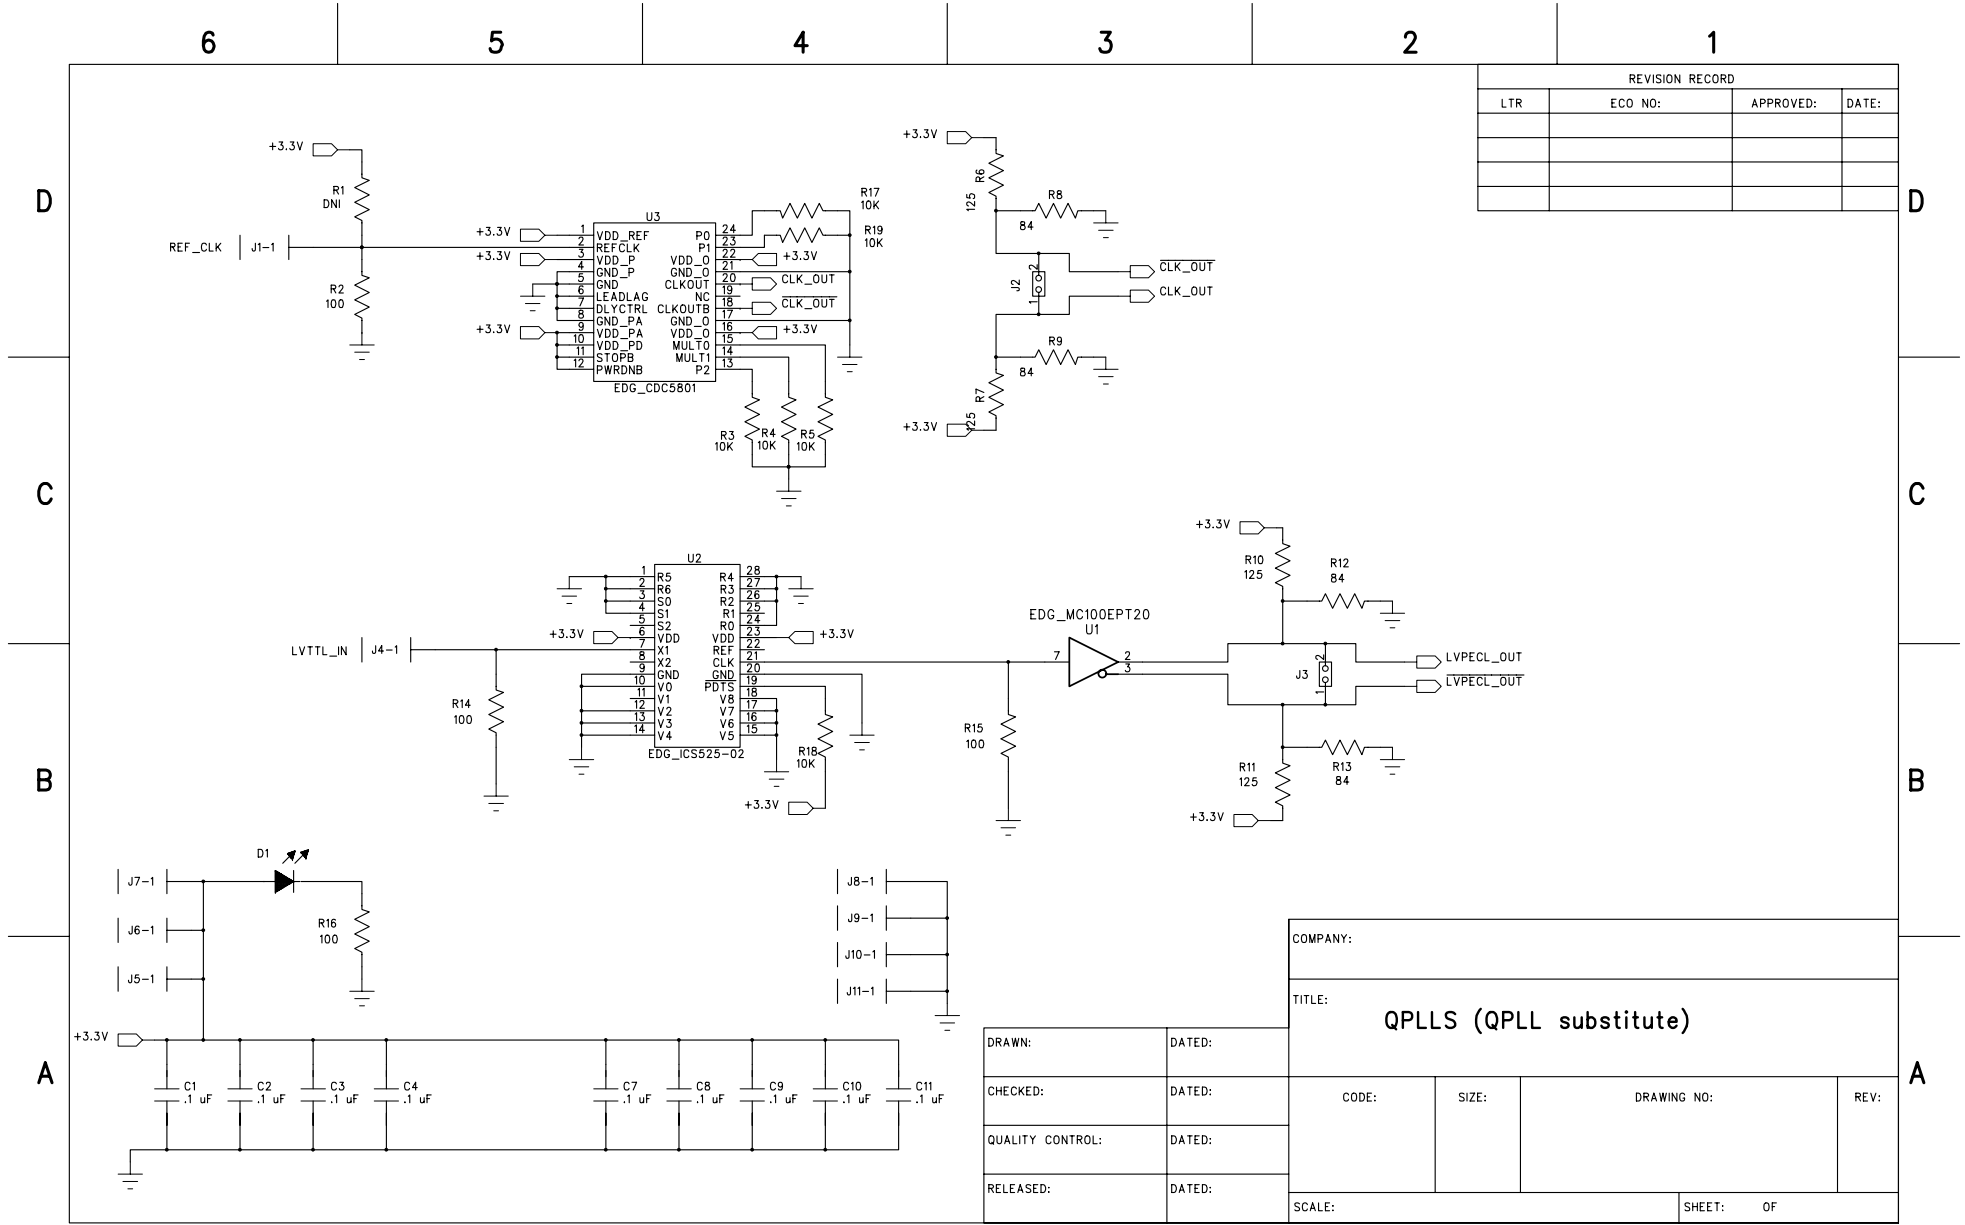 6 5 4 3 2 1
REVISION RECORD
LTR ECO NO: APPROVED: DATE:
D
D
+3.3V
R1
DNI
REF_CLK J1-1
R2
100
U3
+3.3V 1 VDD_REF
2 REFCLK
+3.3V 3 VDD_P
4 GND_P
5 GND
6 LEADLAG
7 DLYCTRL
8 GND_PA
+3.3V 9 VDD_PA
10 VDD_PD
11 STOPB
12 PWRDNB
P0 24
P1 23
VDD_O 22 +3.3V
GND_O 21
CLKOUT 20 CLK_OUT
NC 19
CLKOUTB 18 CLK_OUT
GND_O 17
VDD_O 16 +3.3V
MULT0 15
MULT1 14
P2 13
EDG_CDC5801
R17
10K
R19
10K
R3
10K
R4
10K
R5
10K
+3.3V
R6
125
R8
84
J2
2
1
CLK_OUT
CLK_OUT
R9
84
R7
125
+3.3V
C
C
U2
1 R5
2 R6
3 S0
4 S1
5 S2
+3.3V 6 VDD
7 X1
8 X2
9 GND
10 V0
11 V1
12 V2
13 V3
14 V4
R4 28
R3 27
R2 26
R1 25
R0 24
VDD 23 +3.3V
REF 22
CLK 21
GND 20
PDTS 19
V8 18
V7 17
V6 16
V5 15
EDG_ICS525-02
LVTTL_IN J4-1
R14
100
R18
10K
+3.3V
EDG_MC100EPT20
U1
7 2
3
R15
100
+3.3V
R10
125
R12
84
J3
2
1
LVPECL_OUT
LVPECL_OUT
R11
125
R13
84
+3.3V
B
B
D1
J7-1
J6-1
J5-1
R16
100
J8-1
J9-1
J10-1
J11-1
+3.3V
A
A
C1
.1 uF
C2
.1 uF
C3
.1 uF
C4
.1 uF
C7
.1 uF
C8
.1 uF
C9
.1 uF
C10
.1 uF
C11
.1 uF
COMPANY:
TITLE:
QPLLS (QPLL substitute)
DRAWN: DATED:
CHECKED: DATED:
QUALITY CONTROL: DATED:
RELEASED: DATED:
CODE: SIZE: DRAWING NO: REV:
SCALE: SHEET: OF